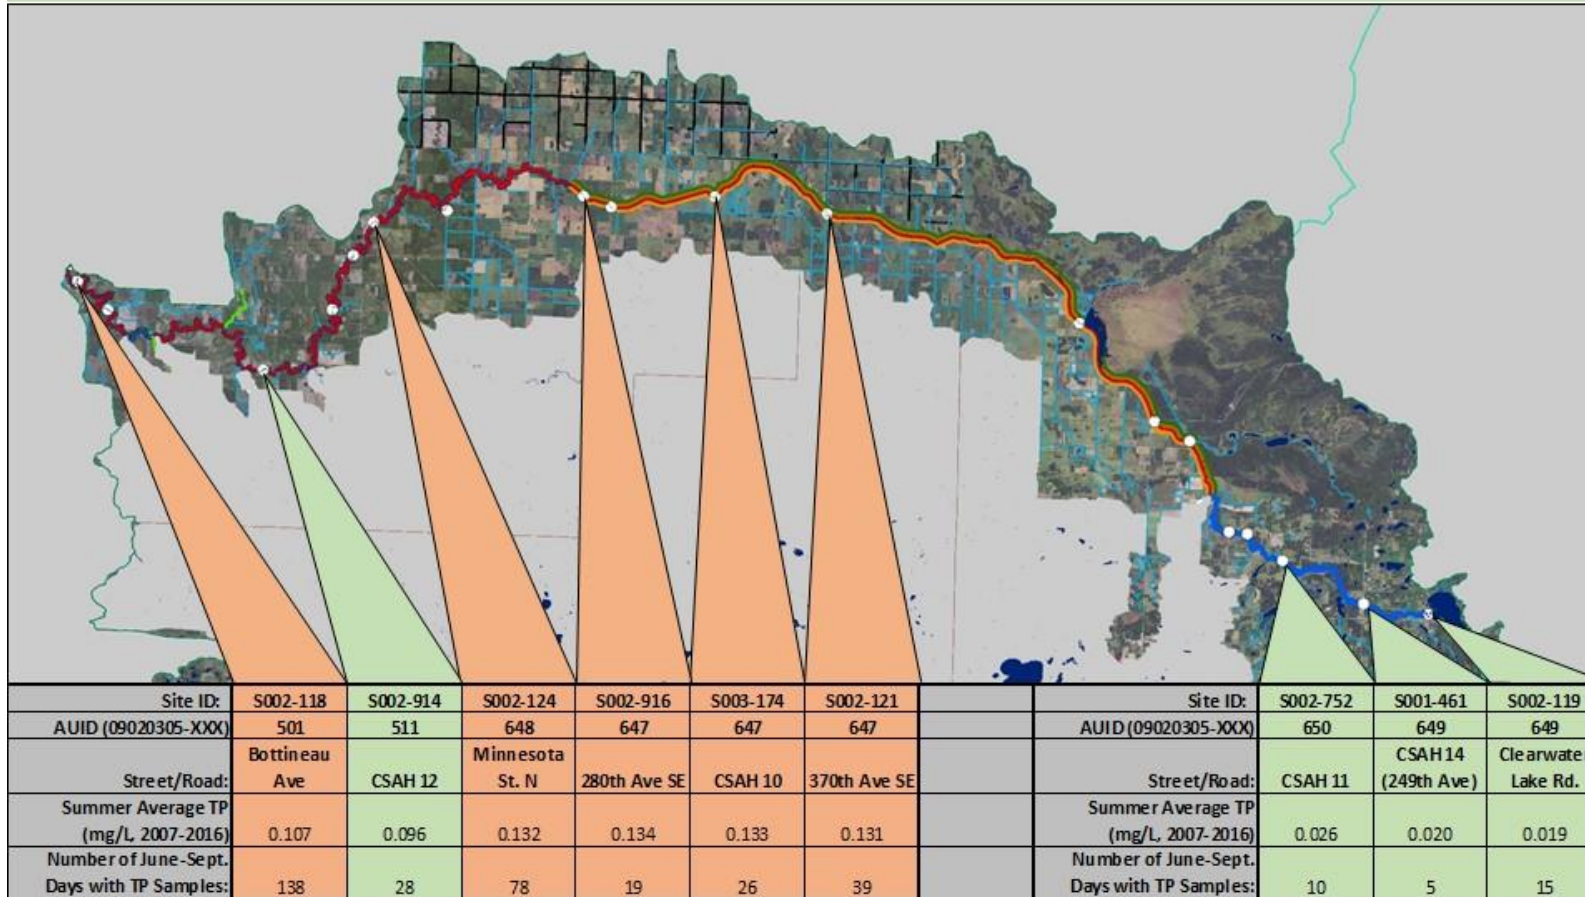 Site ID: S002-118 S002-914 S002-124 S002-916 S003-174 S002-121 Site ID: S002-752 S001-461 S002-119
AUID (09020305-XXX) 501 511 648 647 647 647 AUID (09020305-XXX) 650 649 649
Bottineau Minnesota CSAH 14 Clearwater
Street/Road: Ave CSAH 12 St. N 280th Ave SE CSAH 10 370th Ave SE Street/Road: CSAH 11 (249th Ave) Lake Rd.
Summer Average TP Summer Average TP
(mg/L, 2007-2016) 0.107 0.096 0.132 0.134 0.133 0.131 (mg/L, 2007-2016) 0.026 0.020 0.019
Number of June-Sept. Number of June-Sept.
Days with TP Samples: 138 28 78 19 26 39 Days with TP Samples: 10 5 15